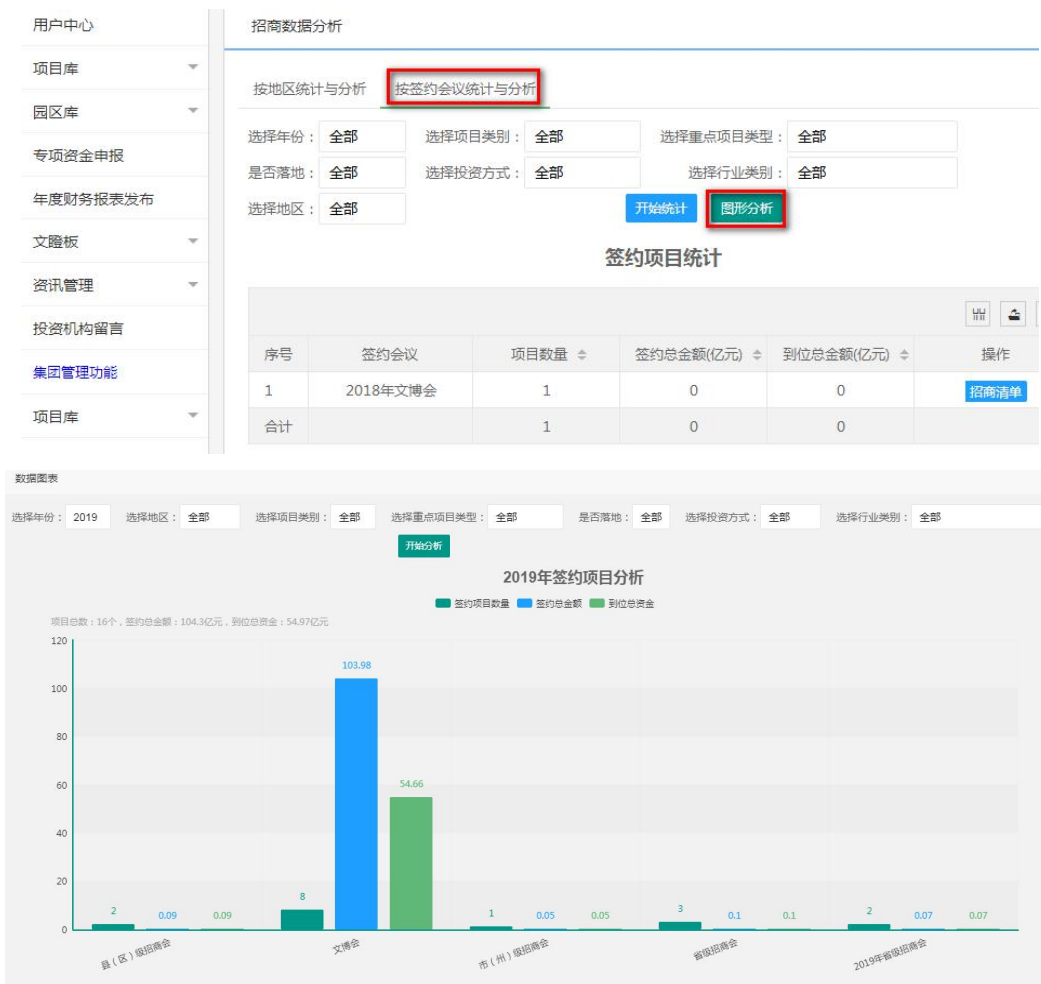 用户中心
项目库
园区库
专项资金申报
年度财务报表发布
文瞪板
资讯管理
投资机构留言
集团管理功能
项目库
招商数据分析
按地区统计与分析 按签约会议统计与分析
选择年份： 全部 选择项目类别： 全部 选择重点项目类型： 全部
是否落地： 全部 选择投资方式： 全部 选择行业类别： 全部
选择地区： 全部 开始统计 图形分析
签约项目统计
序号 签约会议 项目数量 签约总金额(亿元) 到位总金额(亿元) 操作
1 2018年文博会 1 0 0 招商清单
合计 1 0 0
数据图表
选择年份： 2019 选择地区： 全部 选择项目类别： 全部 选择重点项目类型： 全部 是否落地： 全部 选择投资方式： 全部 选择行业类别： 全部
开始分析
2019年签约项目分析
签约项目数量 签约总金额 到位总资金
项目总数：16个，签约总金额：104.3亿元，到位总资金：54.97亿元
120
100
80
60
40
20
0
2 0.09 0.09
8 103.98 54.66
1 0.05 0.05
3 0.1 0.1
2 0.07 0.07
县（区）级招商会
文博会
市（州）级招商会
省级招商会
2019年省级招商会